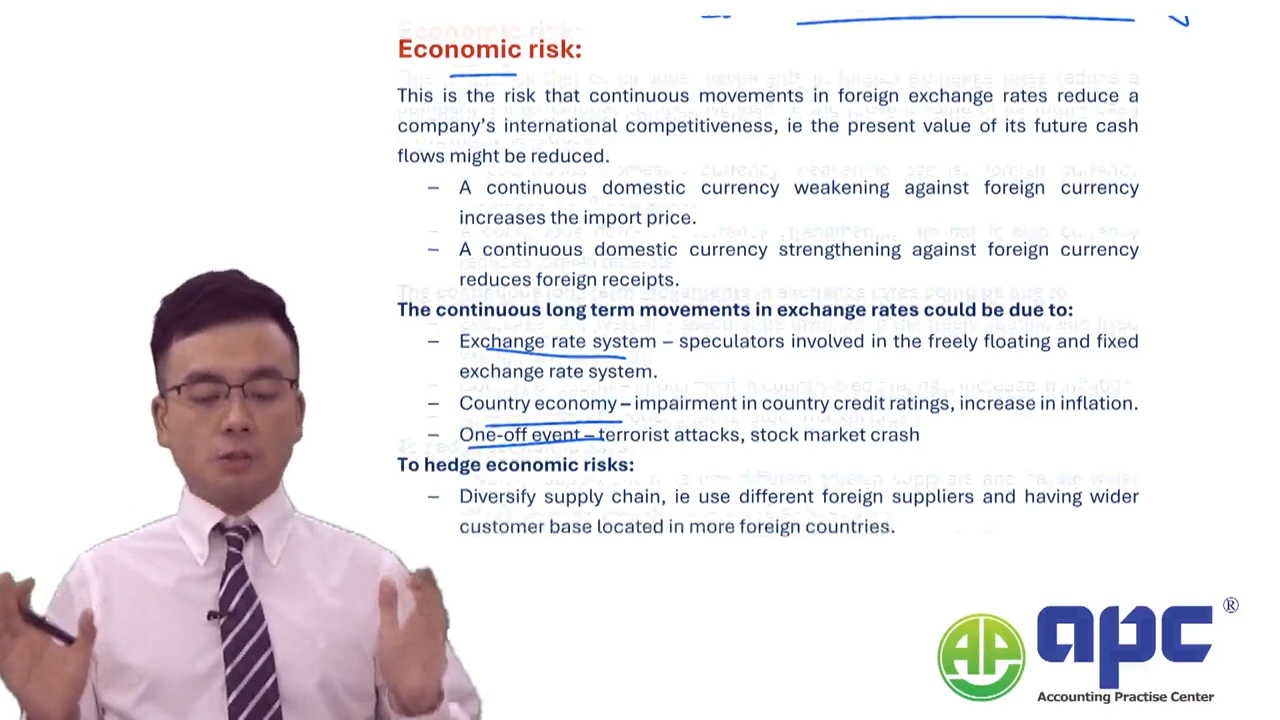 Economic risk:
This is the risk that continuous movements in foreign exchange rates reduce a
company's international competitiveness, ie the present value of its future cash
flows might be reduced.
– A continuous domestic currency weakening against foreign currency
increases the import price.
– A continuous domestic currency strengthening against foreign currency
reduces foreign receipts.
The continuous long term movements in exchange rates could be due to:
– Exchange rate system – speculators involved in the freely floating and fixed
exchange rate system.
– Country economy – impairment in country credit ratings, increase in inflation.
– One-off event – terrorist attacks, stock market crash
To hedge economic risks:
– Diversify supply chain, ie use different foreign suppliers and having wider
customer base located in more foreign countries.
AP
apc ®
Accounting Practise Center